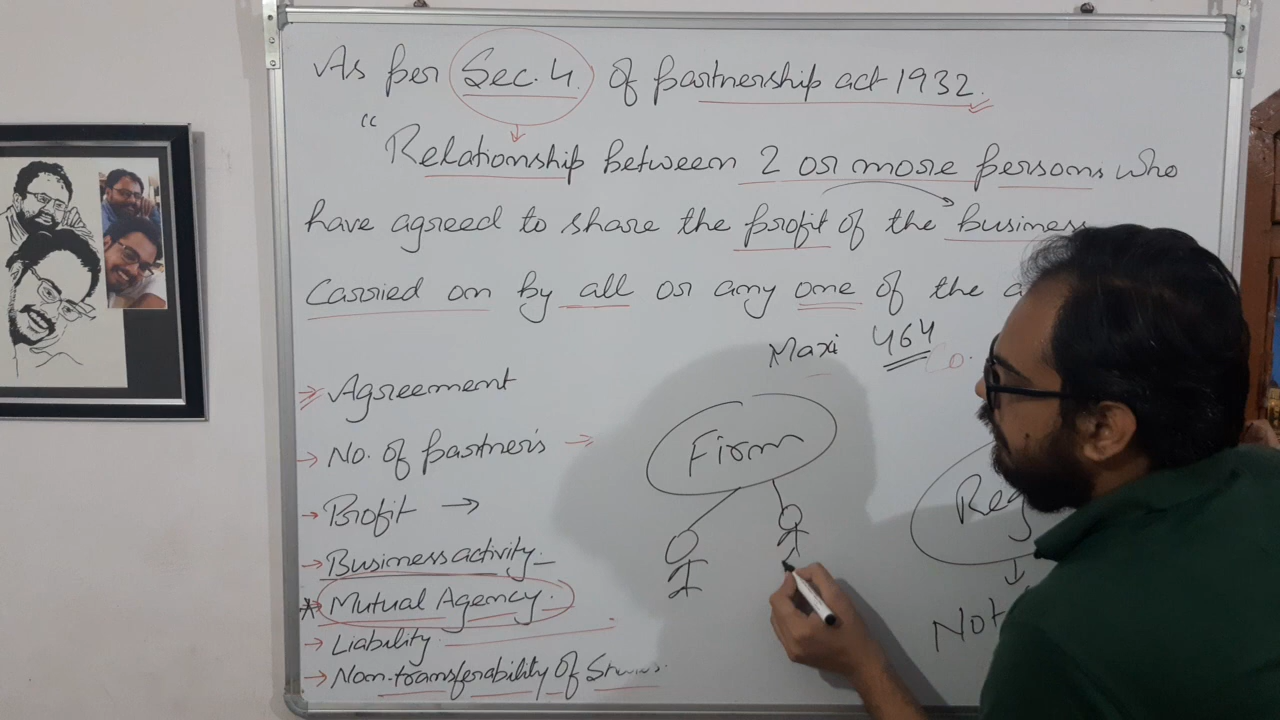 As per Sec. 4. of partnership act 1932.
"Relationship between 2 or more persons who
have agreed to share the profit of the business
Carried on by all or any one of the
Maxi 464
Co.
Agreement
No. of partner's
Profit
Business activity.
Mutual Agency.
Liability.
Non-transferability of Shares.
Firm
Reg
Not